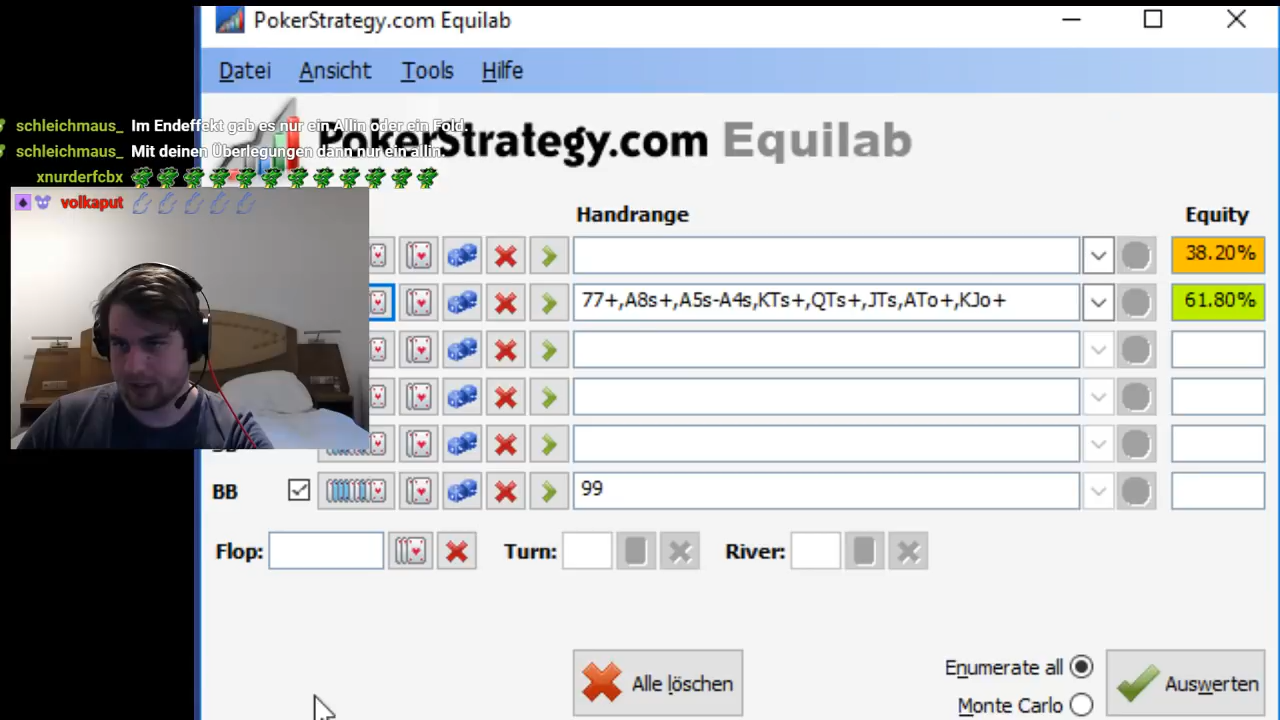 PokerStrategy.com Equilab
Datei Ansicht Tools Hilfe
PokerStrategy.com Equilab
schleichmaus_ Im Endeffekt gab es nur ein Allin oder ein Fold.
schleichmaus_ Mit deinen Überlegungen dann nur ein allin.
xnurderfcbx
volkaput
Handrange Equity
38.20%
77+,A8s+,A5s-A4s,KTs+,QTs+,JTs,ATo+,KJo+ 61.80%
BB 99
Flop: Turn: River:
Alle löschen
Enumerate all
Monte Carlo
Auswerten